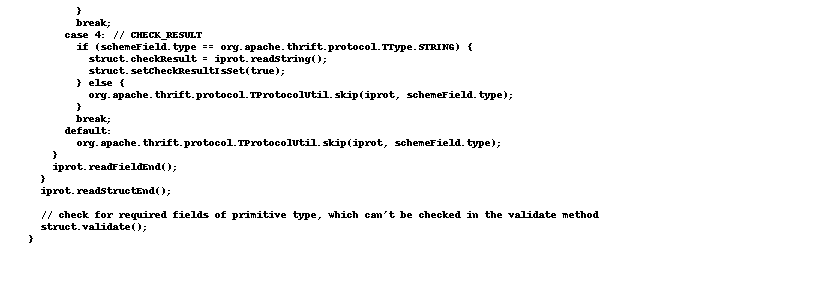 }
break;
case 4: // CHECK_RESULT
if (schemeField.type == org.apache.thrift.protocol.TType.STRING) {
struct.checkResult = iprot.readString();
struct.setCheckResultIsSet(true);
} else {
org.apache.thrift.protocol.TProtocolUtil.skip(iprot, schemeField.type);
}
break;
default:
org.apache.thrift.protocol.TProtocolUtil.skip(iprot, schemeField.type);
}
iprot.readFieldEnd();
}
iprot.readStructEnd();
// check for required fields of primitive type, which can't be checked in the validate method
struct.validate();
}